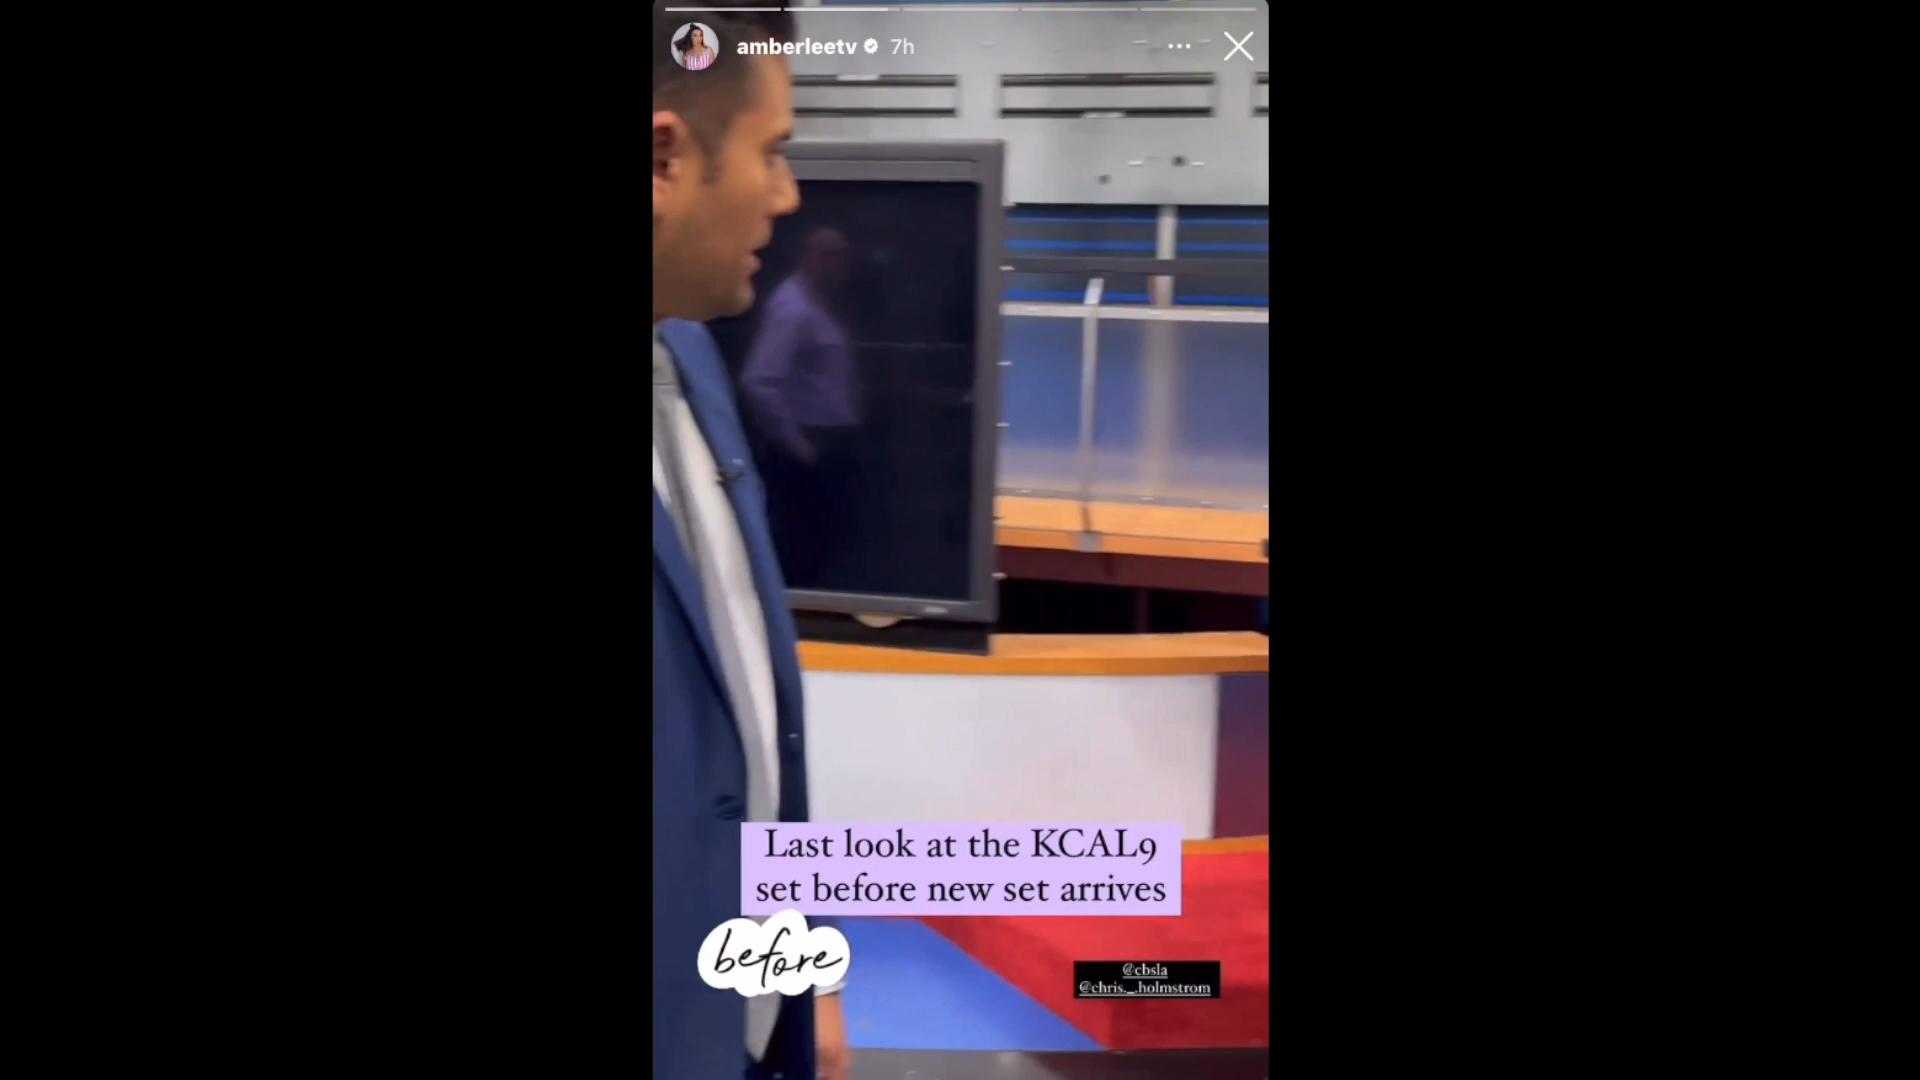 amberleetv 7h
Last look at the KCAL9
set before new set arrives
before
@cbsla
@chris._.holmstrom